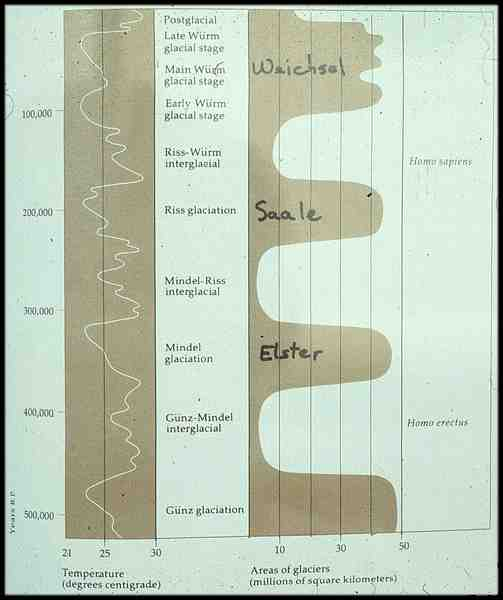 Postglacial
Late Würm
glacial stage
Main Würm
glacial stage
Weichsel
Early Würm
glacial stage
100,000
Riss-Würm
interglacial
Homo sapiens
200,000
Riss glaciation
Saale
Mindel-Riss
interglacial
300,000
Mindel
glaciation
Elster
400,000
Günz-Mindel
interglacial
Homo erectus
Günz glaciation
500,000
Years B.P.
21 25 30
10 30 50
Temperature
(degrees centigrade)
Areas of glaciers
(millions of square kilometers)